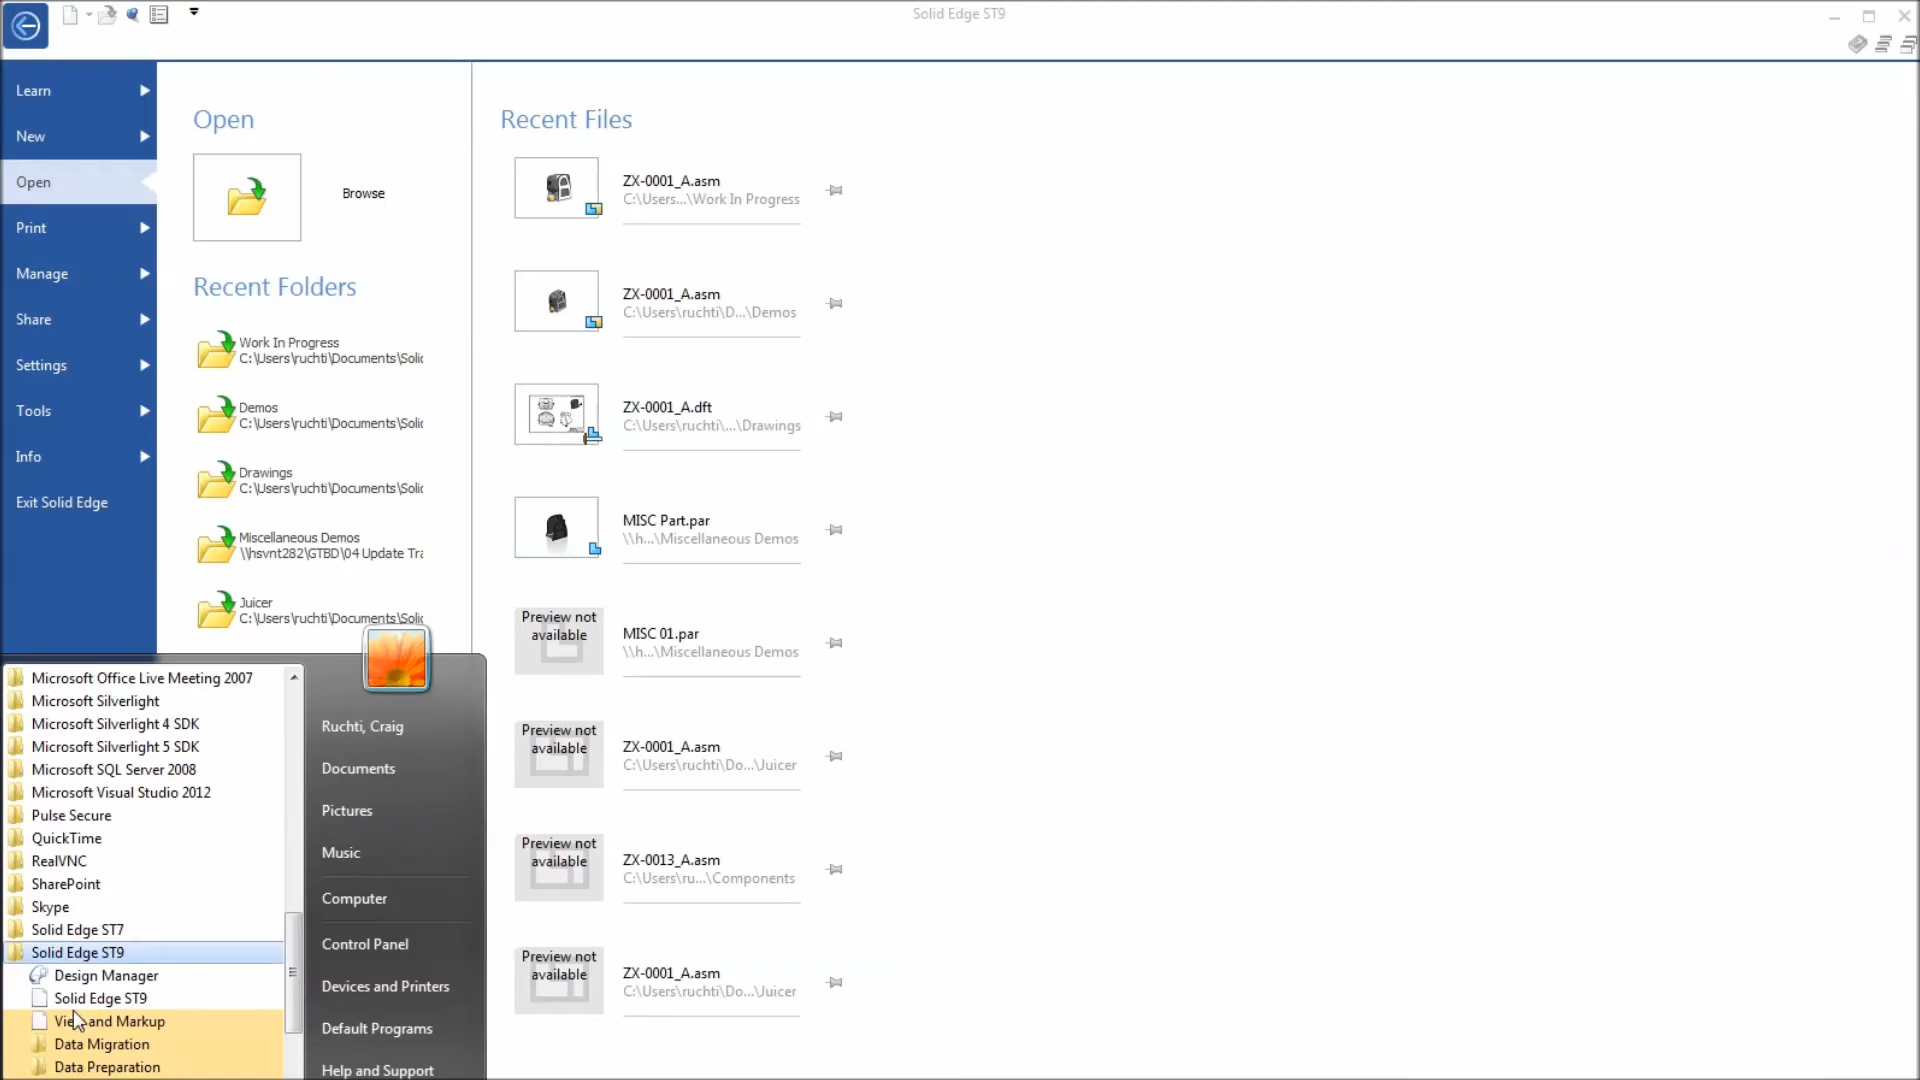 Solid Edge ST9
Learn
New
Open
Print
Manage
Share
Settings
Tools
Info
Exit Solid Edge
Open
Browse
Recent Folders
Work In Progress
C:\Users\ruchti\Documents\Solic
Demos
C:\Users\ruchti\Documents\Solic
Drawings
C:\Users\ruchti\Documents\Solic
Miscellaneous Demos
\\hsvnt282\GTBD\04 Update Tra
Juicer
C:\Users\ruchti\Documents\Solic
Recent Files
ZX-0001_A.asm
C:\Users...\Work In Progress
ZX-0001_A.asm
C:\Users\ruchti\D...\Demos
ZX-0001_A.dft
C:\Users\ruchti\...\Drawings
MISC Part.par
\\h...\Miscellaneous Demos
Preview not
available
MISC 01.par
\\h...\Miscellaneous Demos
Preview not
available
ZX-0001_A.asm
C:\Users\ruchti\Do...\Juicer
Preview not
available
ZX-0013_A.asm
C:\Users\ru...\Components
Preview not
available
ZX-0001_A.asm
C:\Users\ruchti\Do...\Juicer
Microsoft Office Live Meeting 2007
Microsoft Silverlight
Microsoft Silverlight 4 SDK
Microsoft Silverlight 5 SDK
Microsoft SQL Server 2008
Microsoft Visual Studio 2012
Pulse Secure
QuickTime
RealVNC
SharePoint
Skype
Solid Edge ST7
Solid Edge ST9
Design Manager
Solid Edge ST9
View and Markup
Data Migration
Data Preparation
Ruchti, Craig
Documents
Pictures
Music
Computer
Control Panel
Devices and Printers
Default Programs
Help and Support